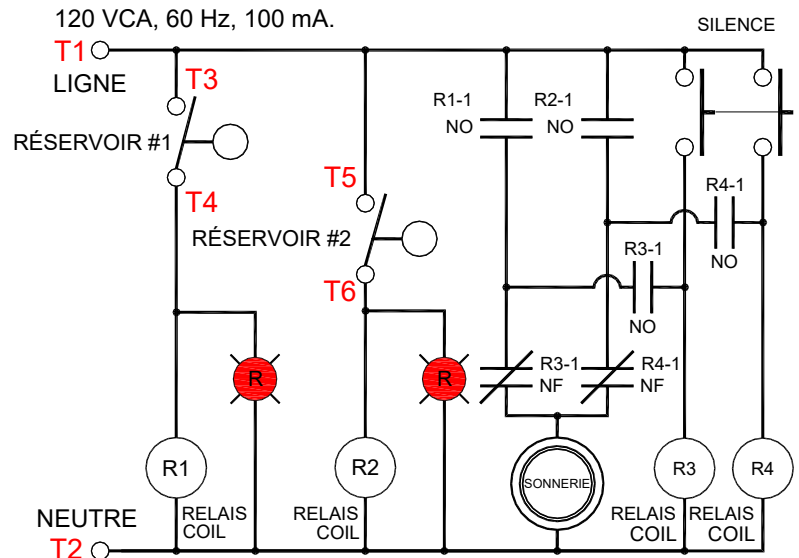 120 VCA, 60 Hz, 100 mA.
SILENCE
T1
LIGNE
T3
R1-1
NO
R2-1
NO
RÉSERVOIR #1
T4
T5
R4-1
NO
RÉSERVOIR #2
T6
R3-1
NO
R3-1
NF
R4-1
NF
R
R
R1
R2
SONNERIE
R3
R4
RELAIS
COIL
RELAIS
COIL
RELAIS
COIL
RELAIS
COIL
NEUTRE
T2